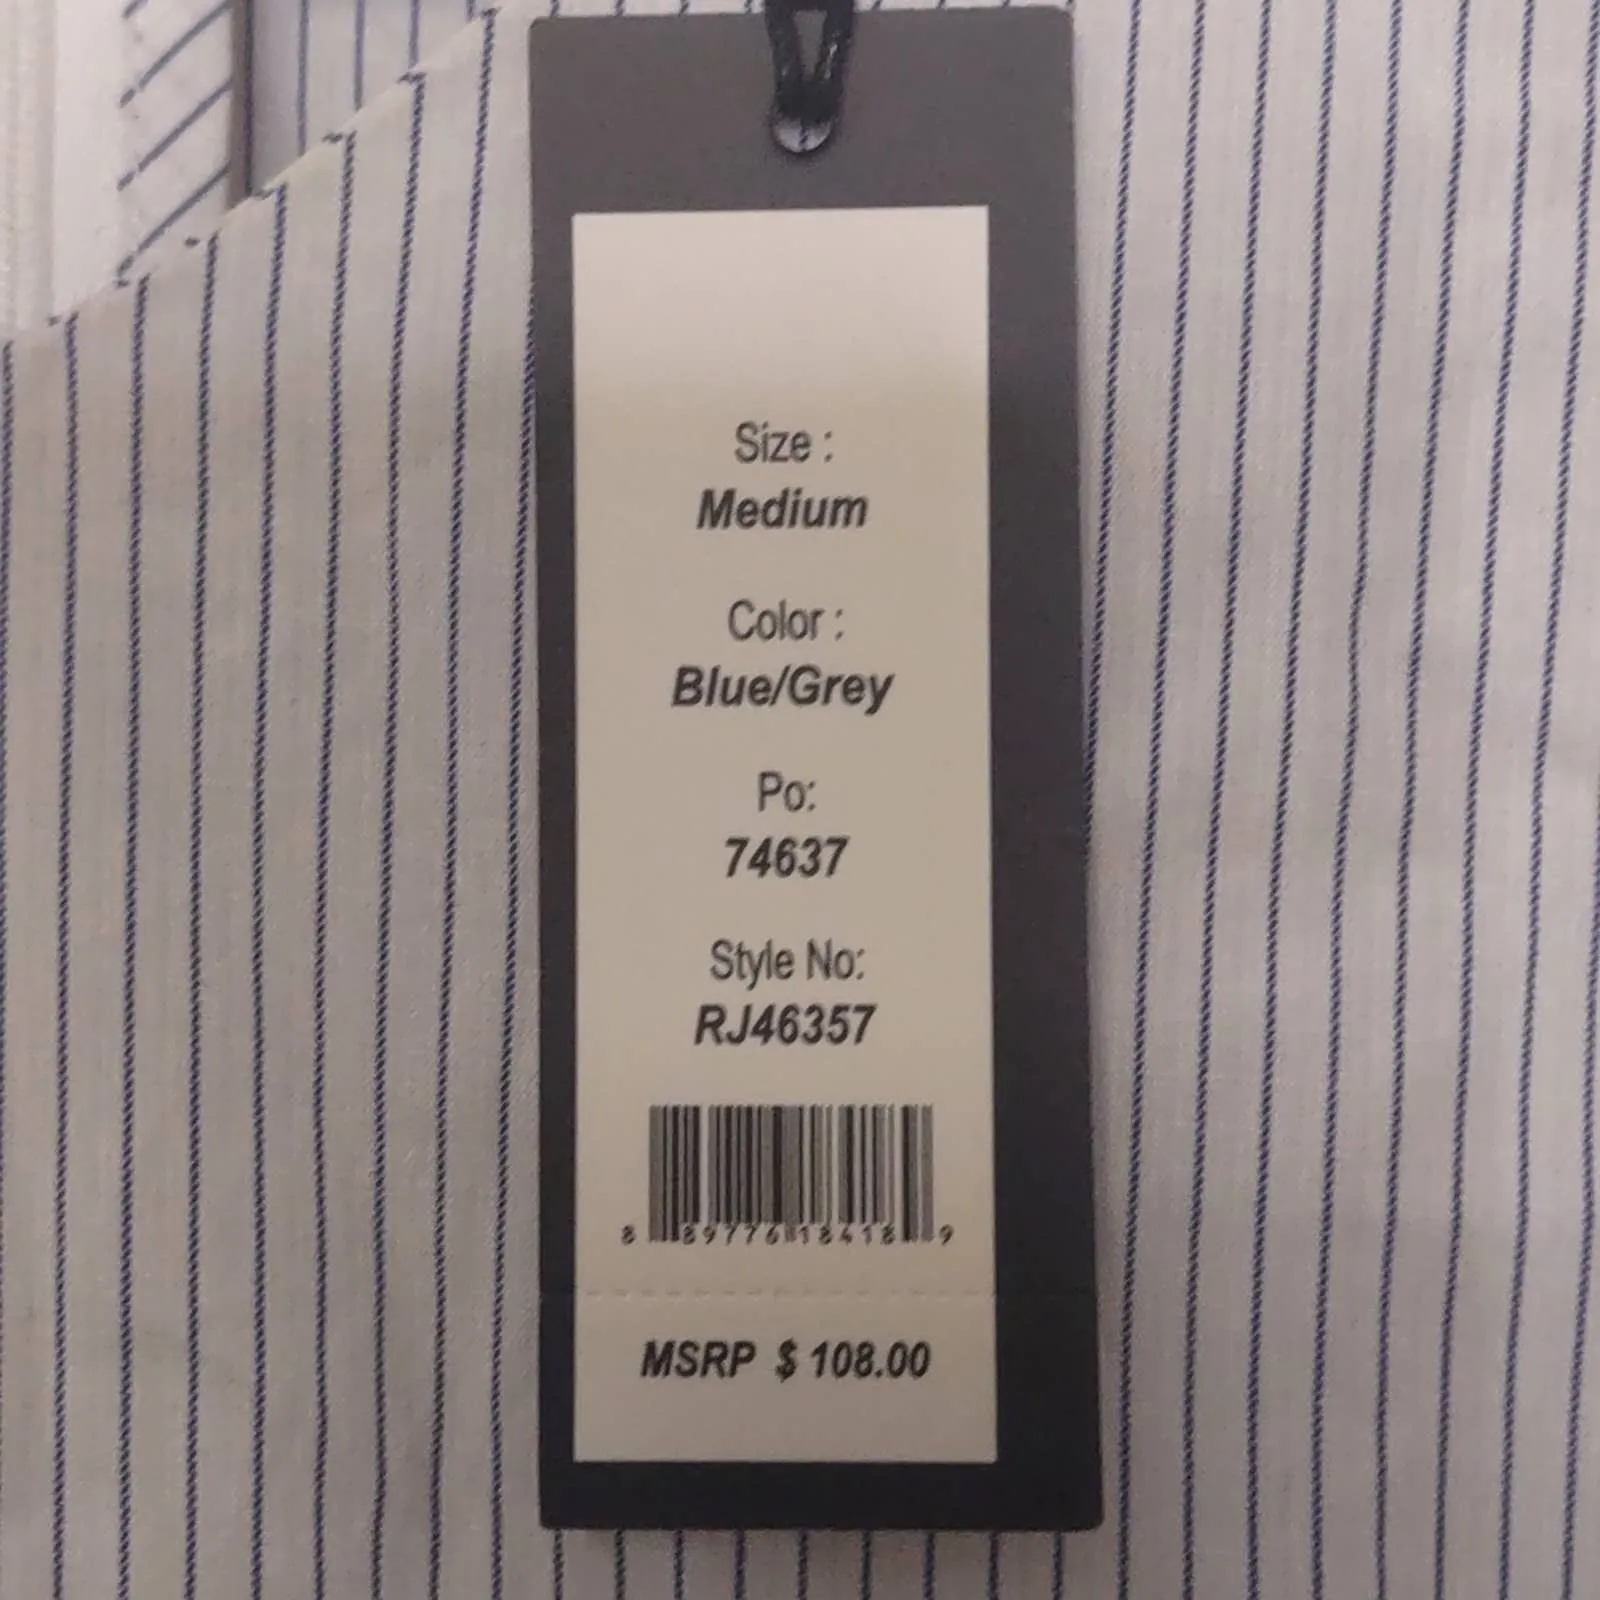 Size :
Medium
Color :
Blue/Grey
Po:
74637
Style No:
RJ46357
8 89776 18418 9
MSRP $ 108.00